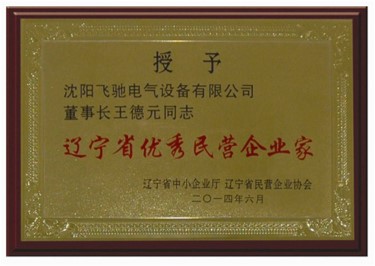 授予
沈阳飞驰电气设备有限公司
董事长王德元同志
辽宁省优秀民营企业家
辽宁省中小企业厅 辽宁省民营企业协会
二〇一四年六月